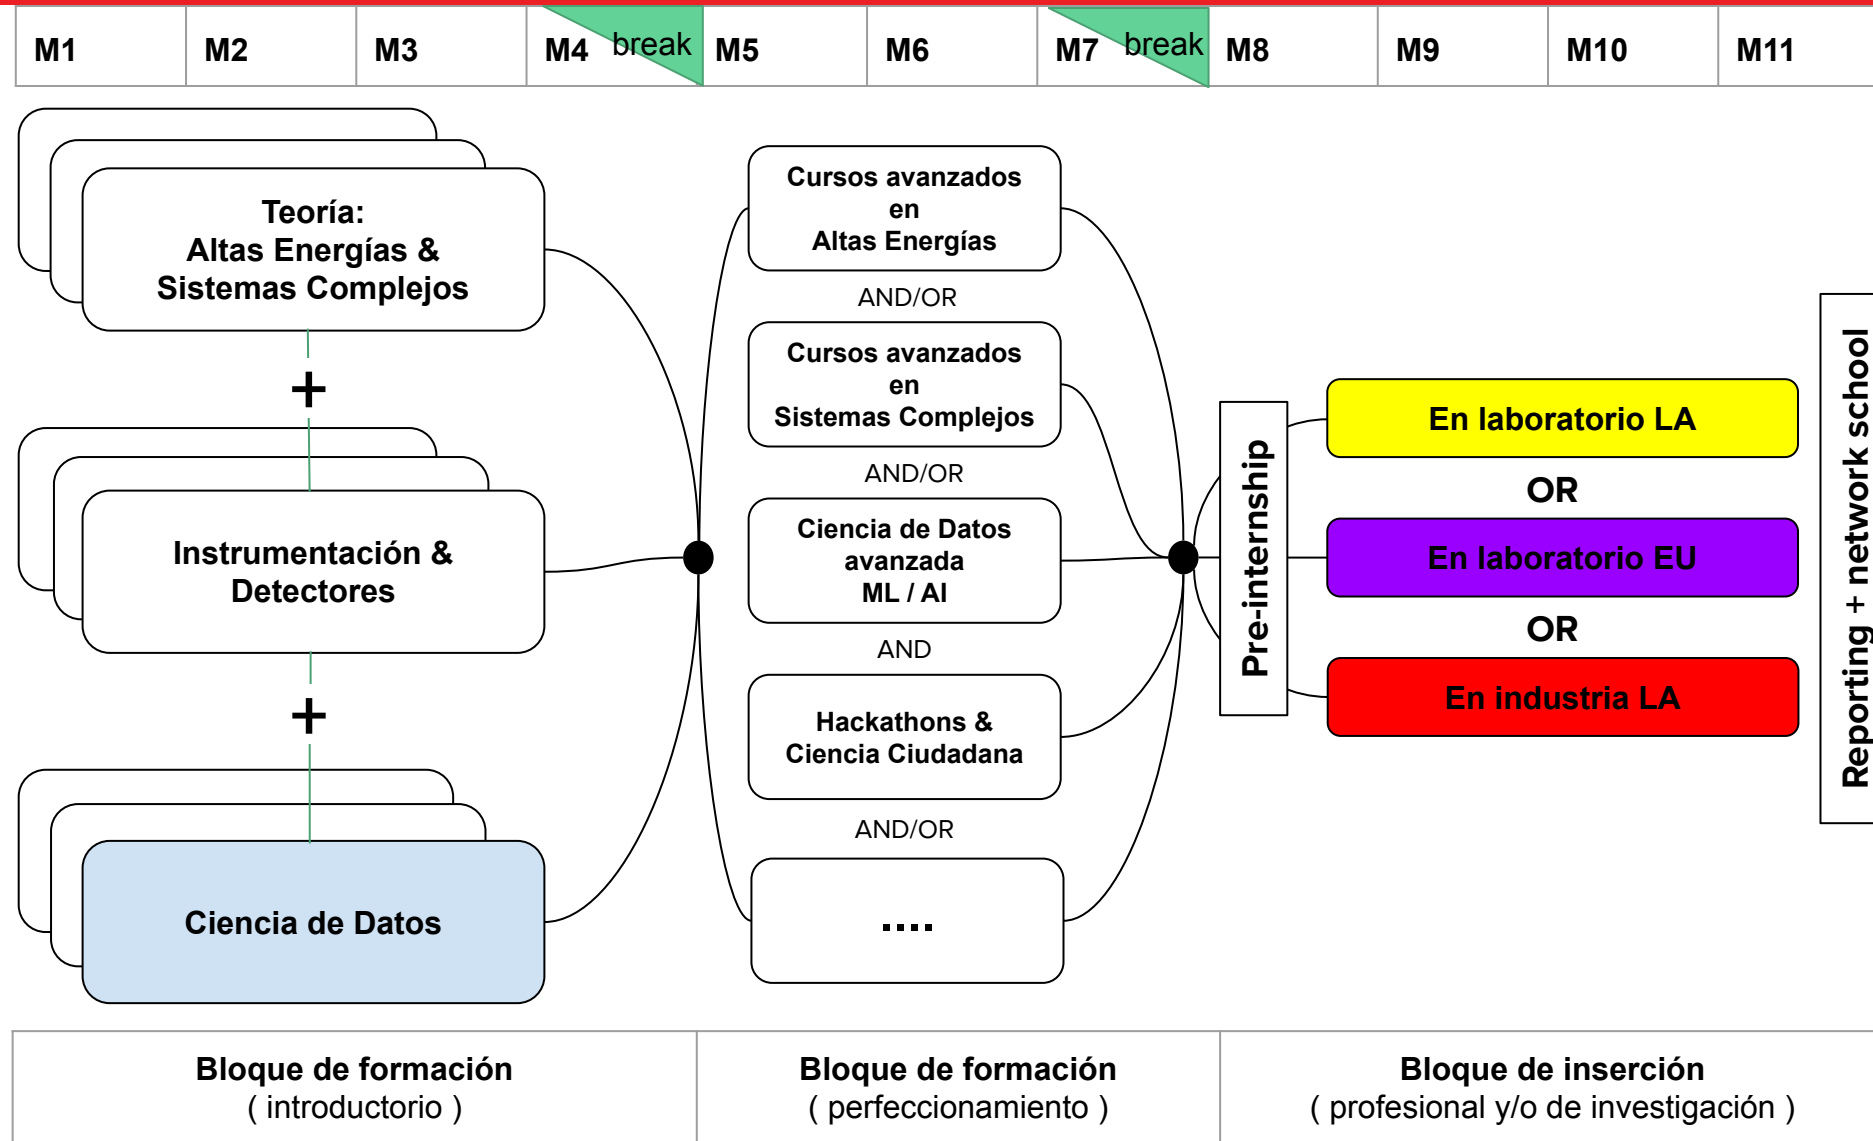 M1 M2 M3 M4 break M5 M6 M7 break M8 M9 M10 M11
Teoría:
Altas Energías &
Sistemas Complejos
+
Instrumentación &
Detectores
+
Ciencia de Datos
Cursos avanzados
en
Altas Energías
AND/OR
Cursos avanzados
en
Sistemas Complejos
AND/OR
Ciencia de Datos
avanzada
ML / AI
AND
Hackathons &
Ciencia Ciudadana
AND/OR
....
Pre-internship
En laboratorio LA
OR
En laboratorio EU
OR
En industria LA
Reporting + network school
Bloque de formación
( introductorio )
Bloque de formación
( perfeccionamiento )
Bloque de inserción
( profesional y/o de investigación )